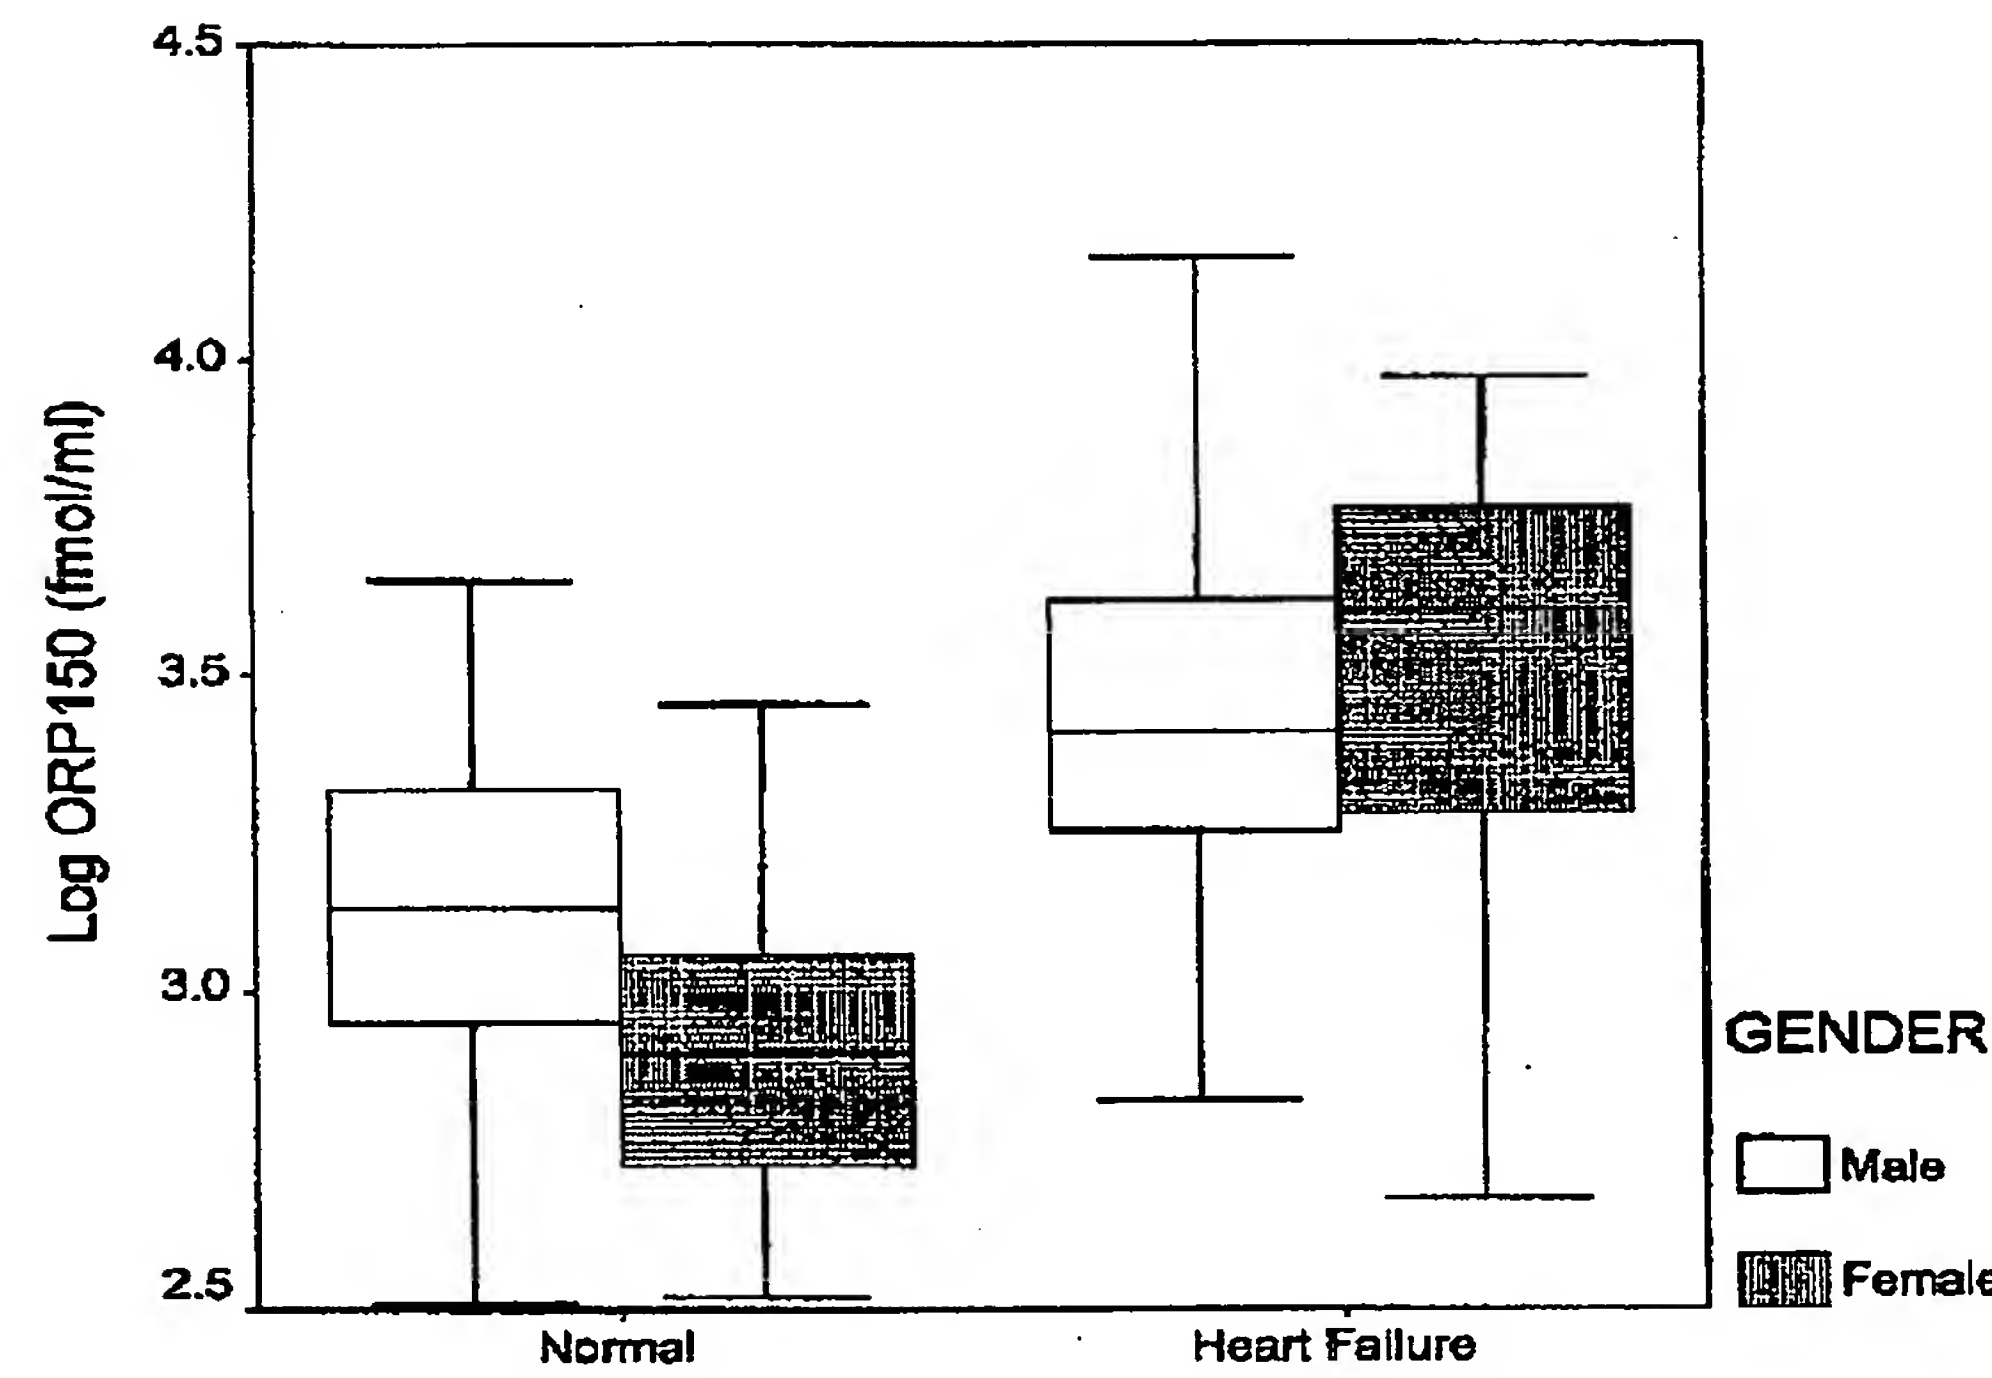 4.5
4.0
3.5
3.0
2.5
Log ORP150 (fmol/ml)
Normal
Heart Failure
GENDER
Male
Female